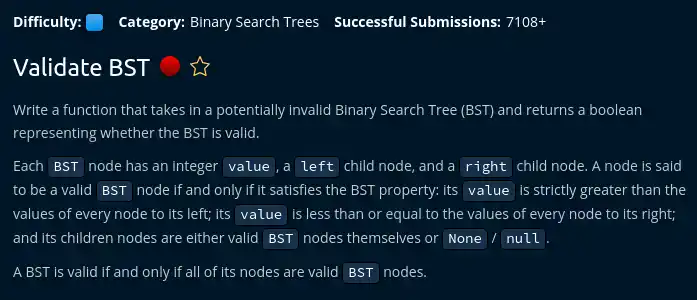 Difficulty: Category: Binary Search Trees Successful Submissions: 7108+
Validate BST
Write a function that takes in a potentially invalid Binary Search Tree (BST) and returns a boolean
representing whether the BST is valid.
Each BST node has an integer value, a left child node, and a right child node. A node is said
to be a valid BST node if and only if it satisfies the BST property: its value is strictly greater than the
values of every node to its left; its value is less than or equal to the values of every node to its right;
and its children nodes are either valid BST nodes themselves or None / null.
A BST is valid if and only if all of its nodes are valid BST nodes.